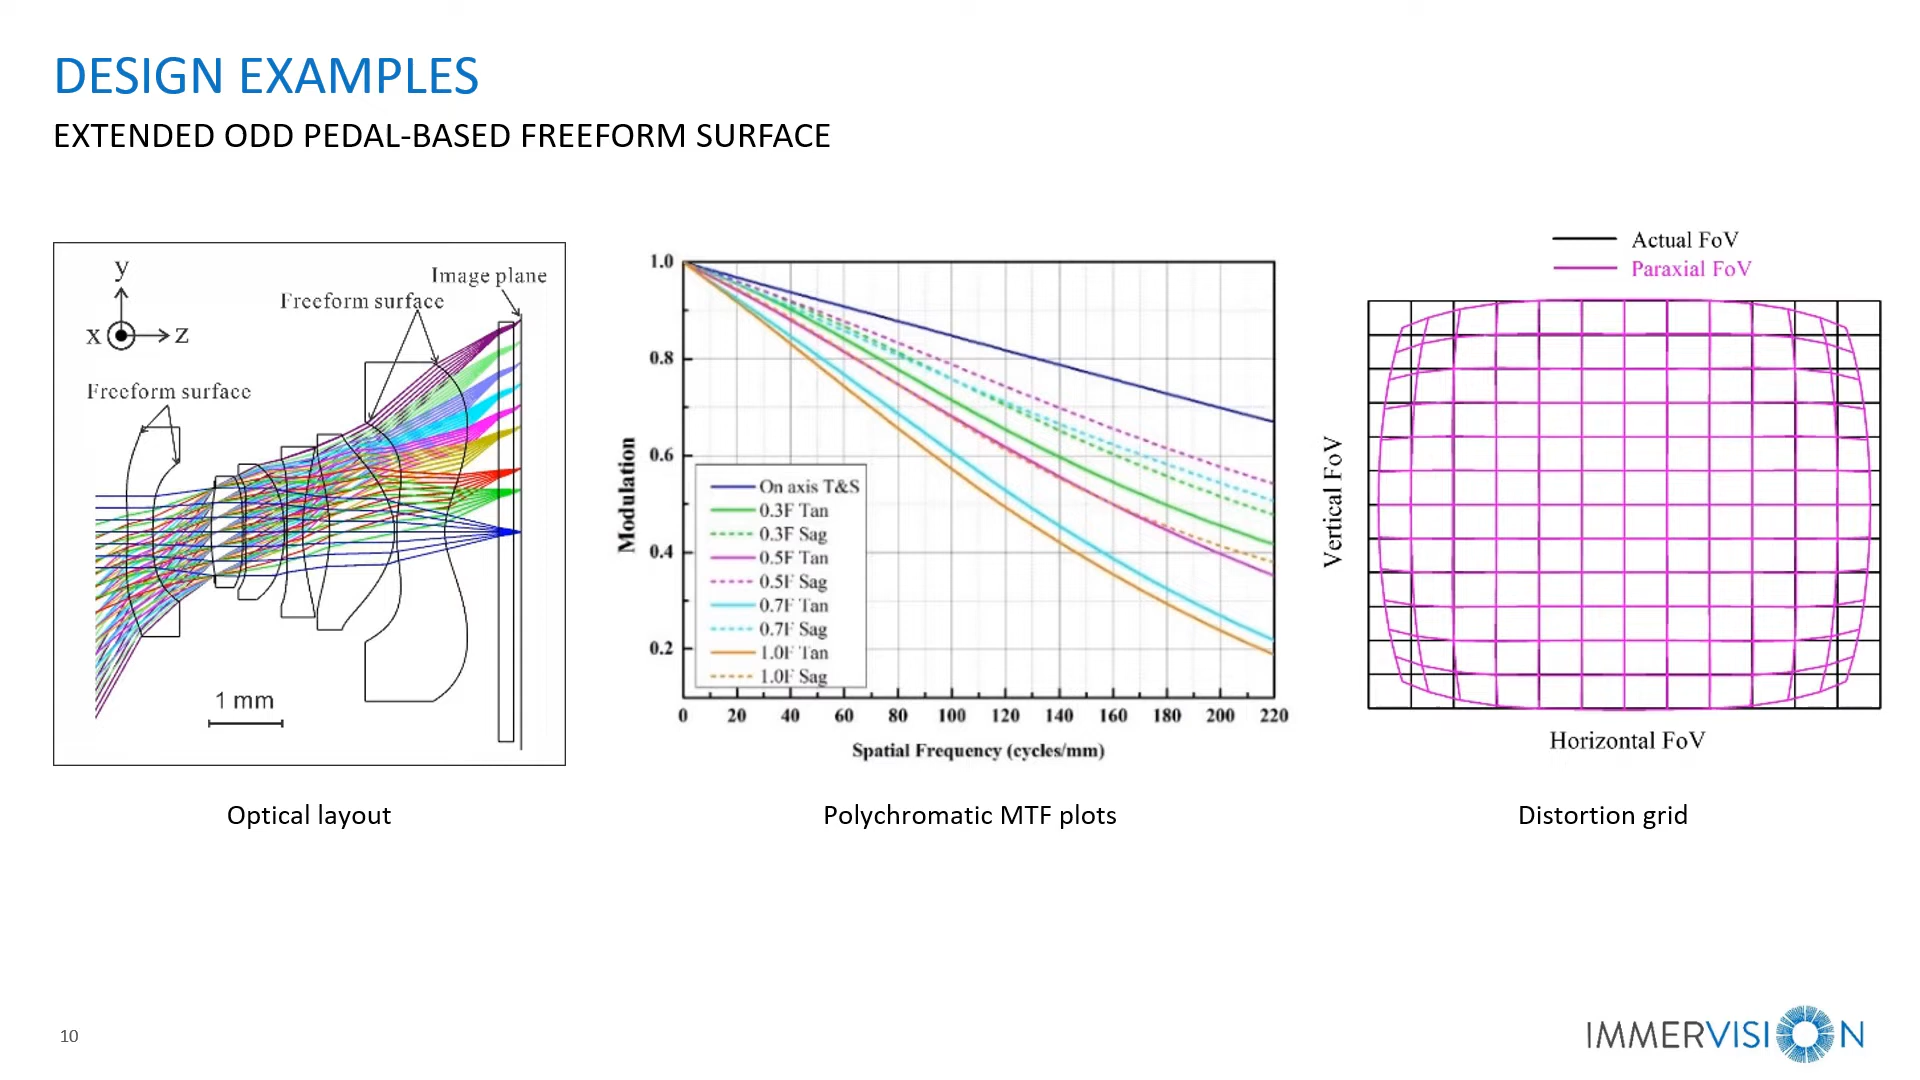 DESIGN EXAMPLES
EXTENDED ODD PEDAL-BASED FREEFORM SURFACE
y
x
z
Freeform surface
Freeform surface
Image plane
1 mm
Optical layout
Modulation
1.0
0.8
0.6
0.4
0.2
On axis T&S
0.3F Tan
0.3F Sag
0.5F Tan
0.5F Sag
0.7F Tan
0.7F Sag
1.0F Tan
1.0F Sag
0 20 40 60 80 100 120 140 160 180 200 220
Spatial Frequency (cycles/mm)
Polychromatic MTF plots
Actual FoV
Paraxial FoV
Vertical FoV
Horizontal FoV
Distortion grid
10
IMMERVISION